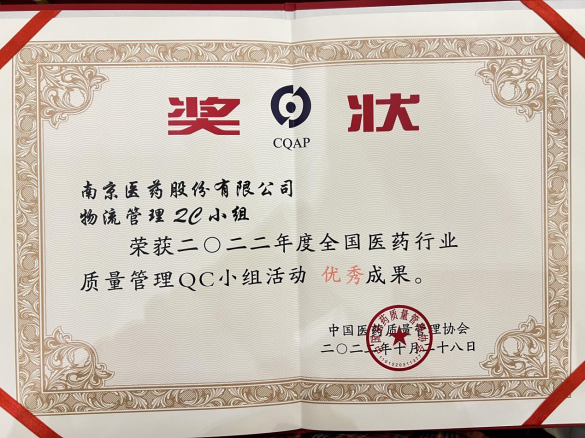 奖 状
CQAP
南京医药股份有限公司
物流管理QC小组
荣获二〇二二年度全国医药行业
质量管理QC小组活动 优秀成果。
中国医药质量管理协会
二〇二二年十月二十八日